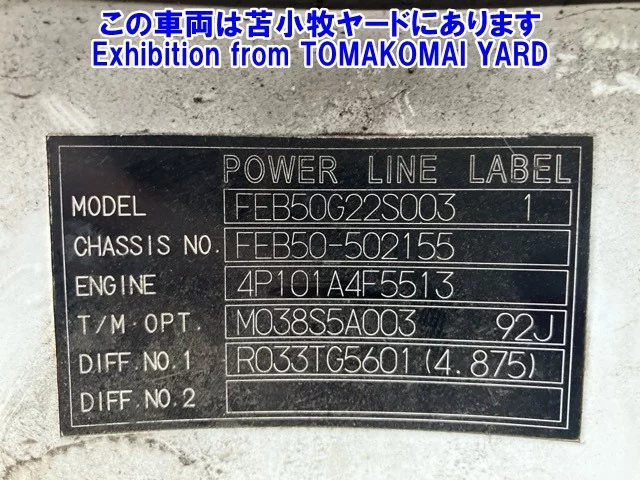 この車両は苫小牧ヤードにあります
Exhibition from TOMAKOMAI YARD
POWER LINE LABEL
MODEL FEB50G22S003 1
CHASSIS NO. FEB50-502155
ENGINE 4P101A4F5513
T/M·OPT. M038S5A003 92J
DIFF.NO.1 R033TG5601(4.875)
DIFF.NO.2